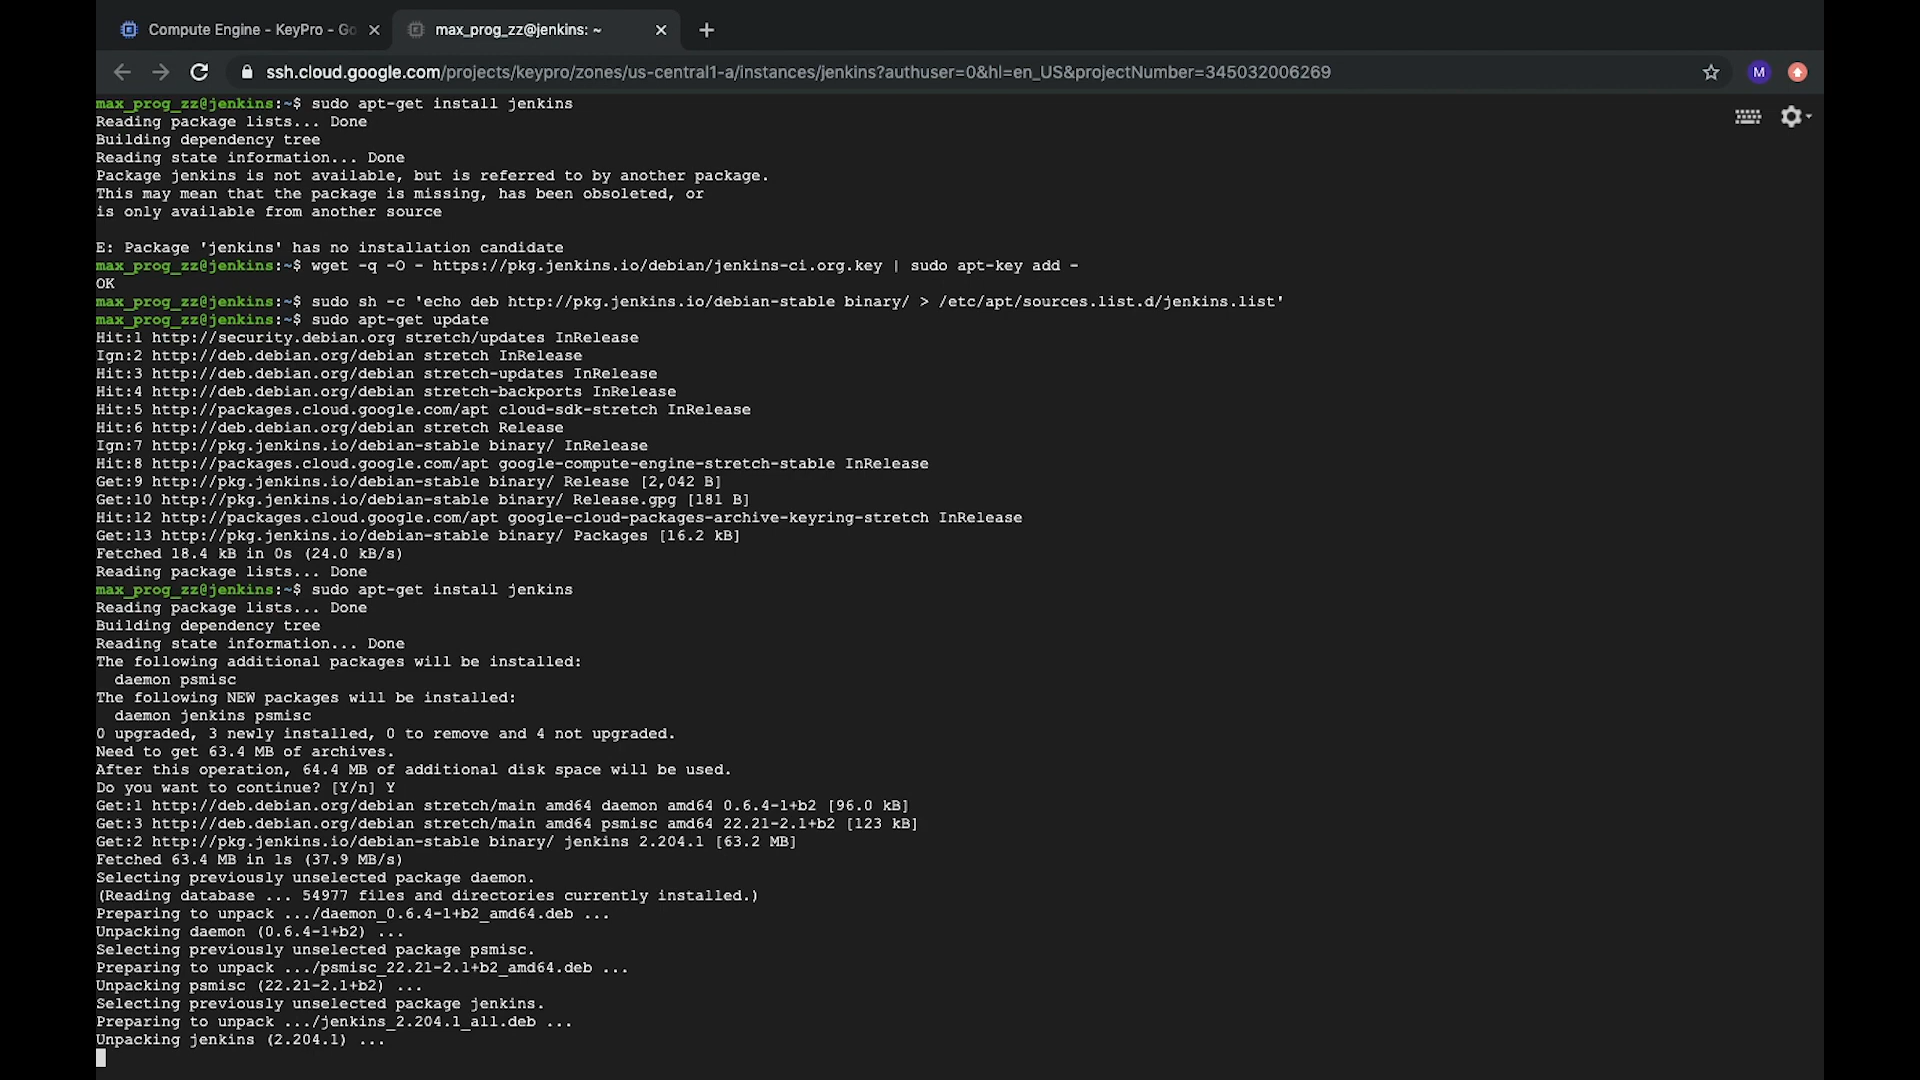 Compute Engine - KeyPro - Go
max_prog_zz@jenkins: ~
ssh.cloud.google.com/projects/keypro/zones/us-central1-a/instances/jenkins?authuser=0&hl=en_US&projectNumber=345032006269
M
max_prog_zz@jenkins:~$ sudo apt-get install jenkins
Reading package lists... Done
Building dependency tree
Reading state information... Done
Package jenkins is not available, but is referred to by another package.
This may mean that the package is missing, has been obsoleted, or
is only available from another source
E: Package 'jenkins' has no installation candidate
max_prog_zz@jenkins:~$ wget -q -O - https://pkg.jenkins.io/debian/jenkins-ci.org.key | sudo apt-key add -
OK
max_prog_zz@jenkins:~$ sudo sh -c 'echo deb http://pkg.jenkins.io/debian-stable binary/ > /etc/apt/sources.list.d/jenkins.list'
max_prog_zz@jenkins:~$ sudo apt-get update
Hit:1 http://security.debian.org stretch/updates InRelease
Ign:2 http://deb.debian.org/debian stretch InRelease
Hit:3 http://deb.debian.org/debian stretch-updates InRelease
Hit:4 http://deb.debian.org/debian stretch-backports InRelease
Hit:5 http://packages.cloud.google.com/apt cloud-sdk-stretch InRelease
Hit:6 http://deb.debian.org/debian stretch Release
Ign:7 http://pkg.jenkins.io/debian-stable binary/ InRelease
Hit:8 http://packages.cloud.google.com/apt google-compute-engine-stretch-stable InRelease
Get:9 http://pkg.jenkins.io/debian-stable binary/ Release [2,042 B]
Get:10 http://pkg.jenkins.io/debian-stable binary/ Release.gpg [181 B]
Hit:12 http://packages.cloud.google.com/apt google-cloud-packages-archive-keyring-stretch InRelease
Get:13 http://pkg.jenkins.io/debian-stable binary/ Packages [16.2 kB]
Fetched 18.4 kB in 0s (24.0 kB/s)
Reading package lists... Done
max_prog_zz@jenkins:~$ sudo apt-get install jenkins
Reading package lists... Done
Building dependency tree
Reading state information... Done
The following additional packages will be installed:
daemon psmisc
The following NEW packages will be installed:
daemon jenkins psmisc
0 upgraded, 3 newly installed, 0 to remove and 4 not upgraded.
Need to get 63.4 MB of archives.
After this operation, 64.4 MB of additional disk space will be used.
Do you want to continue? [Y/n] Y
Get:1 http://deb.debian.org/debian stretch/main amd64 daemon amd64 0.6.4-1+b2 [96.0 kB]
Get:3 http://deb.debian.org/debian stretch/main amd64 psmisc amd64 22.21-2.1+b2 [123 kB]
Get:2 http://pkg.jenkins.io/debian-stable binary/ jenkins 2.204.1 [63.2 MB]
Fetched 63.4 MB in 1s (37.9 MB/s)
Selecting previously unselected package daemon.
(Reading database ... 54977 files and directories currently installed.)
Preparing to unpack .../daemon_0.6.4-1+b2_amd64.deb ...
Unpacking daemon (0.6.4-1+b2) ...
Selecting previously unselected package psmisc.
Preparing to unpack .../psmisc_22.21-2.1+b2_amd64.deb ...
Unpacking psmisc (22.21-2.1+b2) ...
Selecting previously unselected package jenkins.
Preparing to unpack .../jenkins_2.204.1_all.deb ...
Unpacking jenkins (2.204.1) ...